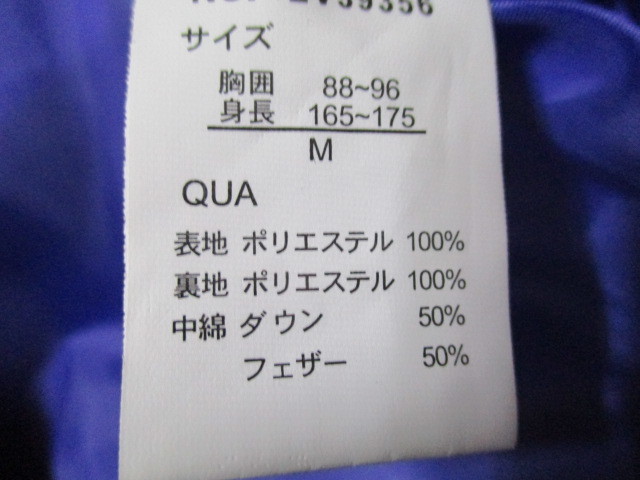 39356
サイズ
胸囲 88~96
身長 165~175
M
QUA
表地 ポリエステル 100%
裏地 ポリエステル 100%
中綿 ダウン 50%
フェザー 50%